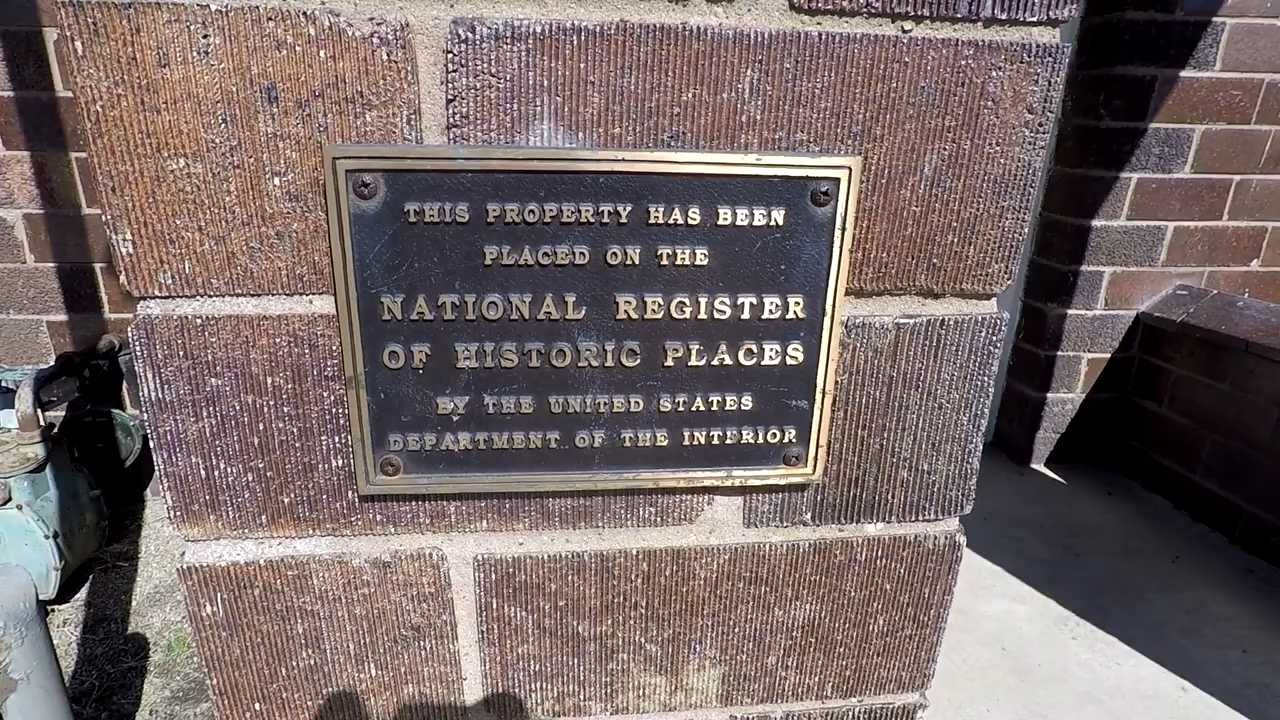 THIS PROPERTY HAS BEEN
PLACED ON THE
NATIONAL REGISTER
OF HISTORIC PLACES
BY THE UNITED STATES
DEPARTMENT OF THE INTERIOR